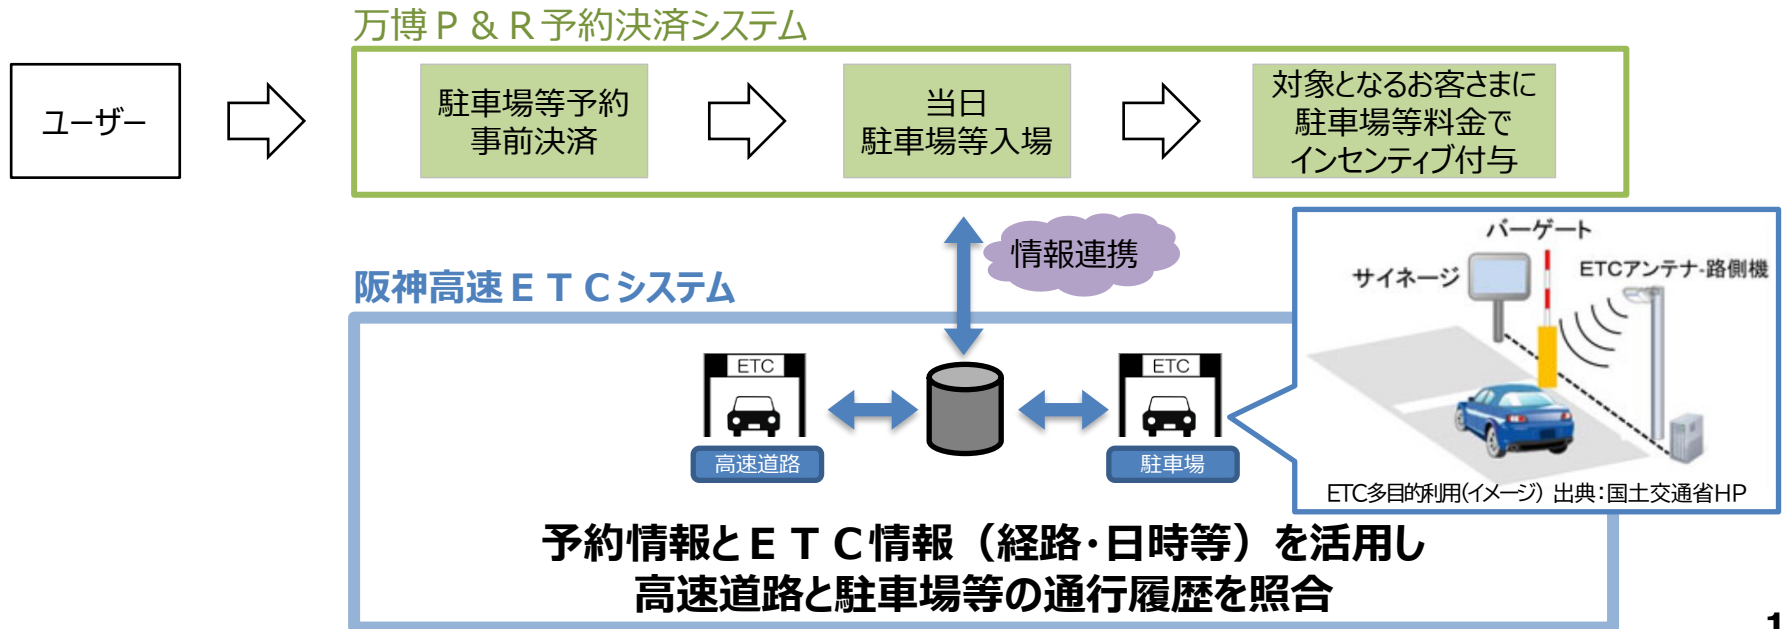 万博P&R予約決済システム
ユーザー
駐車場等予約
事前決済
当日
駐車場等入場
対象となるお客さまに
駐車場等料金で
インセンティブ付与
情報連携
阪神高速ETCシステム
ETC
高速道路
ETC
駐車場
バーゲート
サイネージ
ETCアンテナ・路側機
ETC多目的利用(イメージ) 出典:国土交通省HP
予約情報とETC情報(経路・日時等)を活用し
高速道路と駐車場等の通行履歴を照合
1